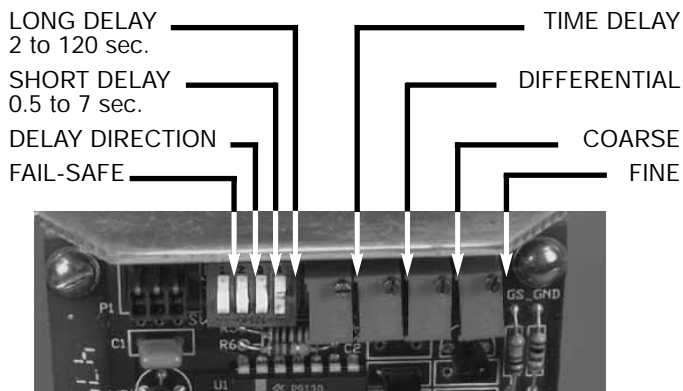 LONG DELAY
2 to 120 sec.
SHORT DELAY
0.5 to 7 sec.
DELAY DIRECTION
FAIL-SAFE
TIME DELAY
DIFFERENTIAL
COARSE
FINE
P1
GS_GND
C1
R6
C2
U1
P9130